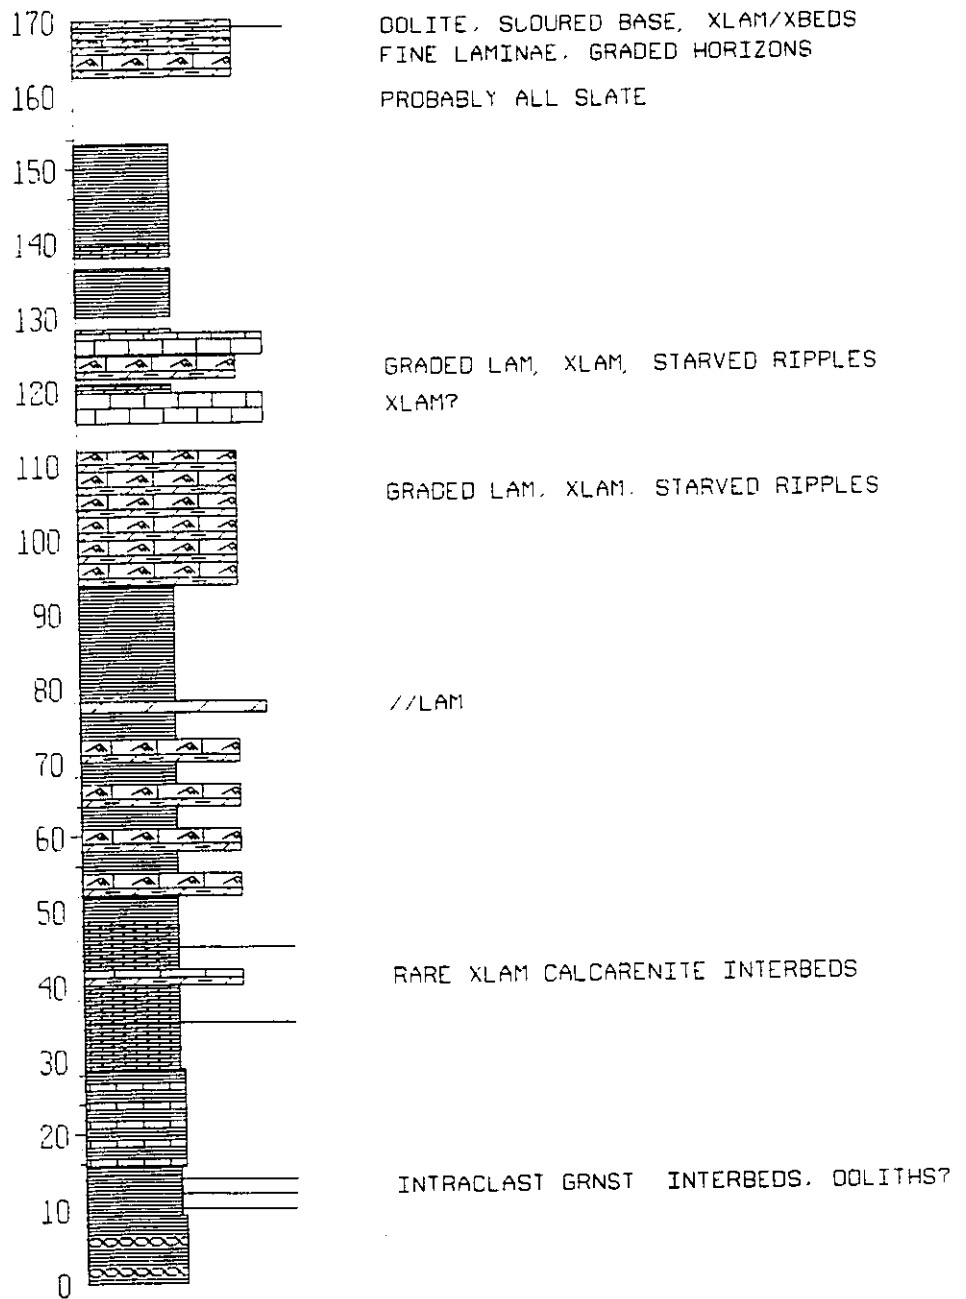 170 OOLITE, SCOURED BASE, XLAM/XBEDS
FINE LAMINAE, GRADED HORIZONS
160 PROBABLY ALL SLATE
150
140
130
GRADED LAM, XLAM, STARVED RIPPLES
120 XLAM?
110
GRADED LAM, XLAM, STARVED RIPPLES
100
90
80 //LAM
70
60
50
RARE XLAM CALCARENITE INTERBEDS
40
30
20
INTRACLAST GRNST INTERBEDS, OOLITHS?
10
0